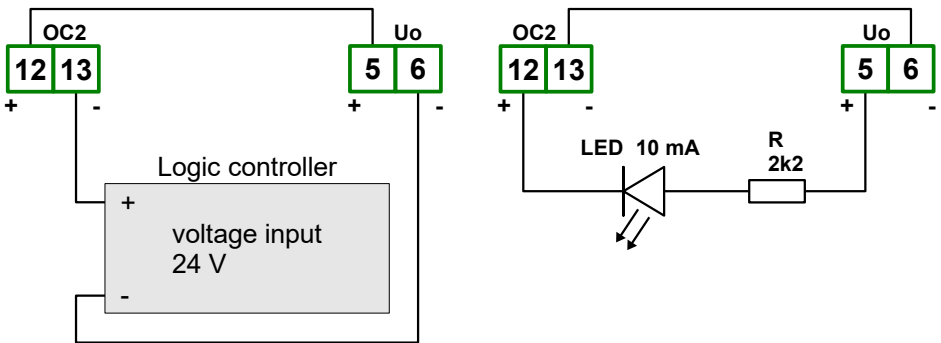 OC2 Uo
12 13 5 6
+ - + -
Logic controller
+
voltage input
24 V
-
OC2 Uo
12 13 5 6
+ - + -
LED 10 mA
R
2k2